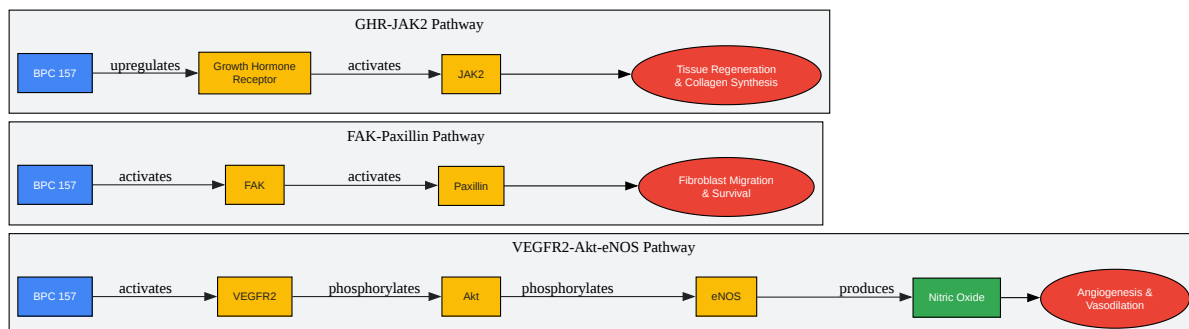 GHR-JAK2 Pathway
BPC 157
upregulates
Growth Hormone
Receptor
activates
JAK2
Tissue Regeneration
& Collagen Synthesis
FAK-Paxillin Pathway
BPC 157
activates
FAK
activates
Paxillin
Fibroblast Migration
& Survival
VEGFR2-Akt-eNOS Pathway
BPC 157
activates
VEGFR2
phosphorylates
Akt
phosphorylates
eNOS
produces
Nitric Oxide
Angiogenesis &
Vasodilation